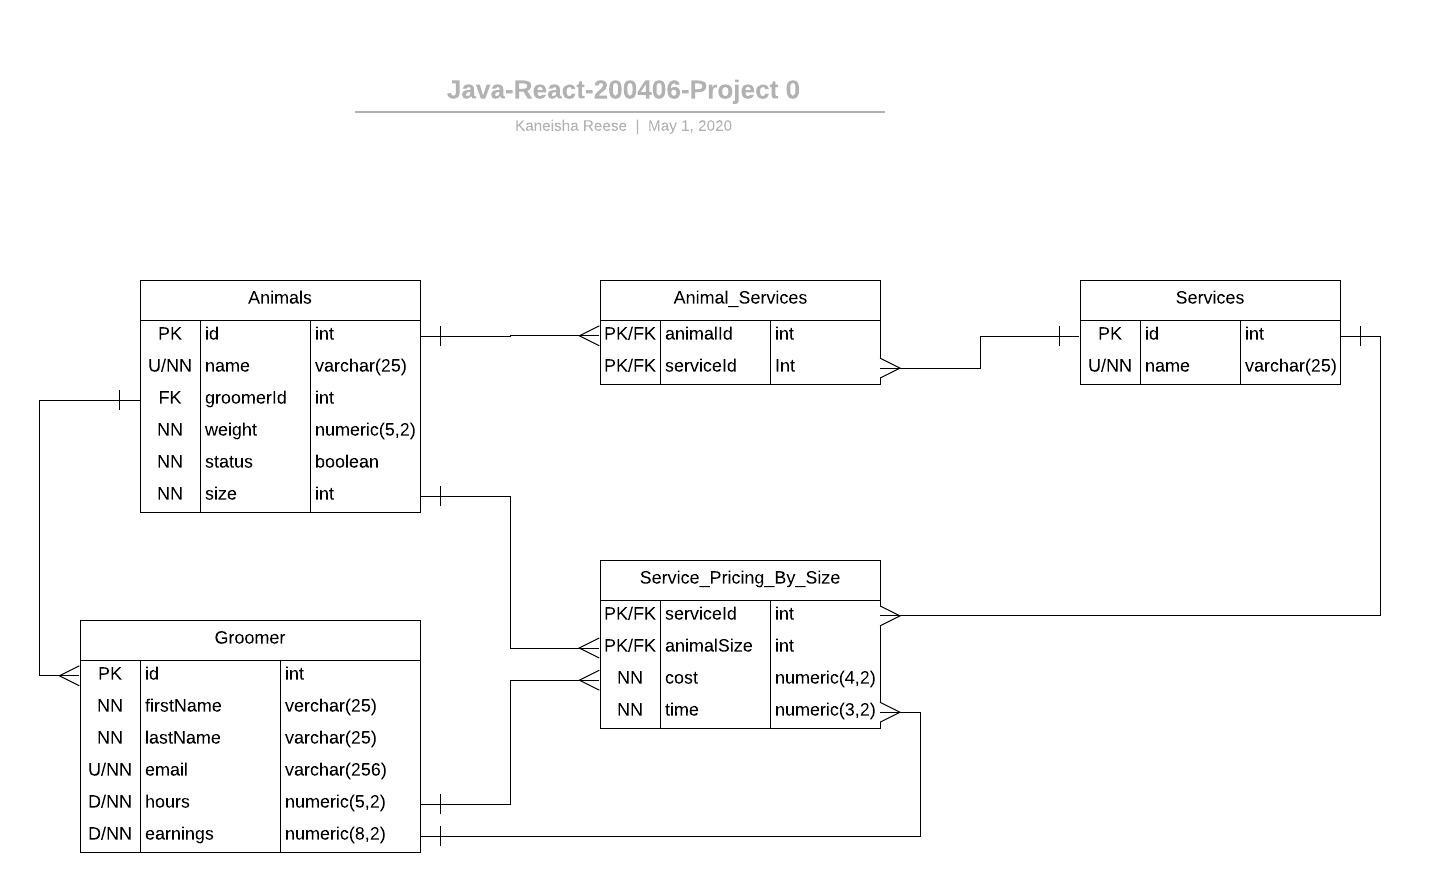 Java-React-200406-Project 0
Kaneisha Reese | May 1, 2020
Animals
PK id int
U/NN name varchar(25)
FK groomerId int
NN weight numeric(5,2)
NN status boolean
NN size int
Animal_Services
PK/FK animalId int
PK/FK serviceId Int
Services
PK id int
U/NN name varchar(25)
Service_Pricing_By_Size
PK/FK serviceId int
PK/FK animalSize int
NN cost numeric(4,2)
NN time numeric(3,2)
Groomer
PK id int
NN firstName verchar(25)
NN lastName varchar(25)
U/NN email varchar(256)
D/NN hours numeric(5,2)
D/NN earnings numeric(8,2)